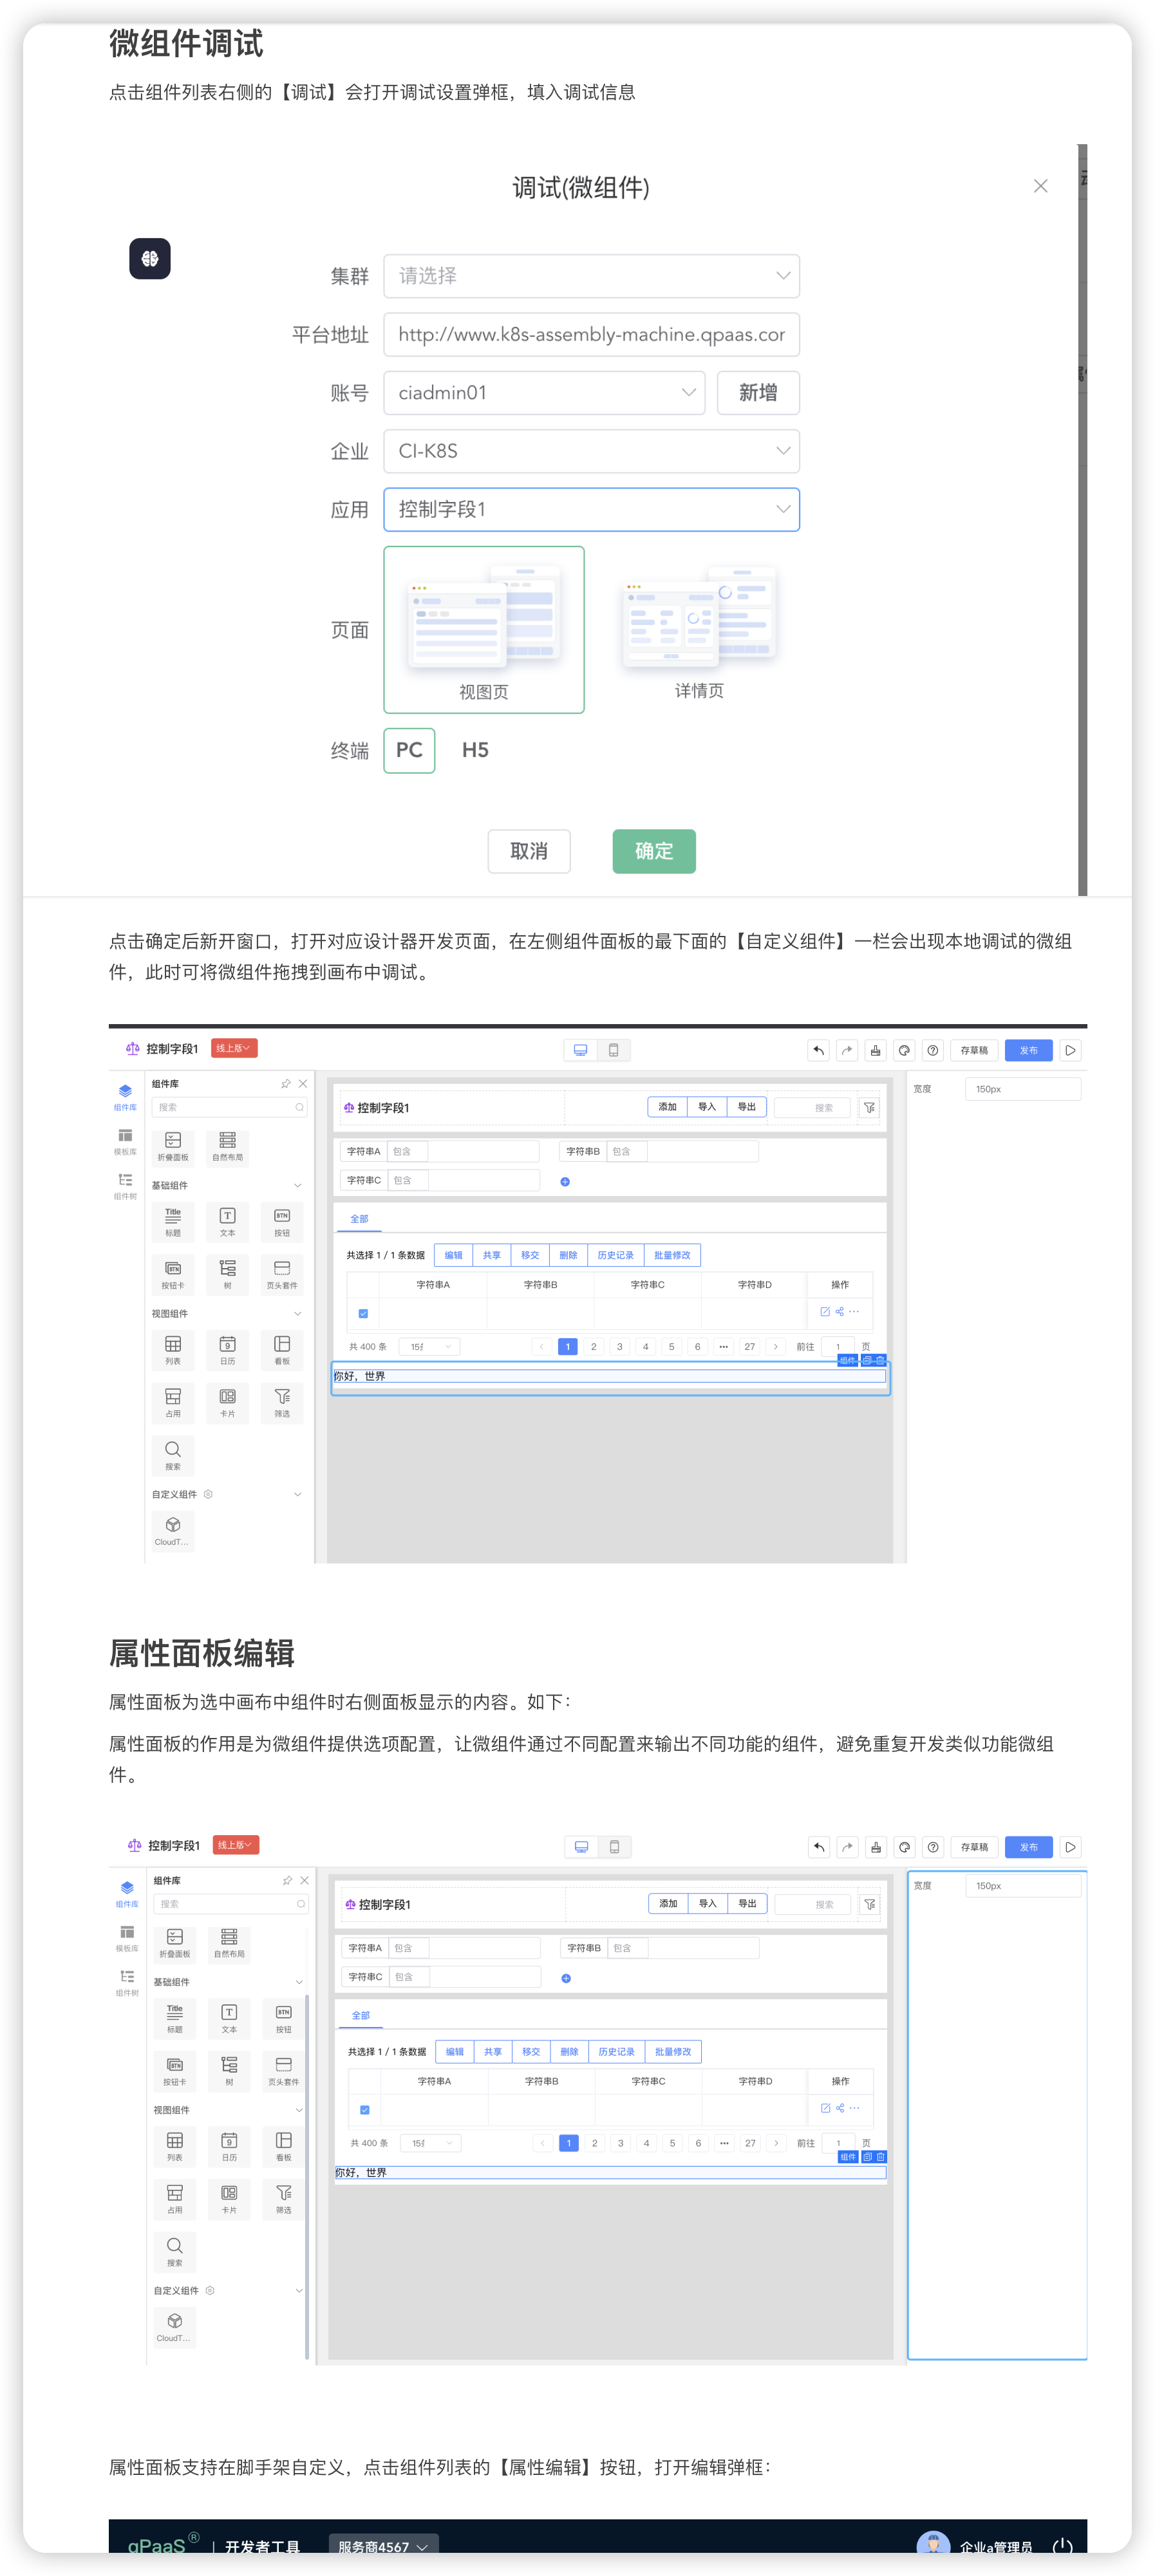 微组件调试
点击组件列表右侧的【调试】会打开调试设置弹框，填入调试信息
调试(微组件)
集群 请选择
平台地址 http://www.k8s-assembly-machine.qpaas.cor
账号 ciadmin01 新增
企业 CI-K8S
应用 控制字段1
页面
视图页 详情页
终端 PC H5
取消 确定
点击确定后新开窗口，打开对应设计器开发页面，在左侧组件面板的最下面的【自定义组件】一栏会出现本地调试的微组
件，此时可将微组件拖拽到画布中调试。
控制字段1 线上版 存草稿 发布
组件库 宽度 150px
组件库 搜索 控制字段1 添加 导入 导出 搜索
模板库 折叠面板 自然布局 字符串A 包含 字符串B 包含
组件树 基础组件 字符串C 包含
Title T BTN
标题 文本 按钮 全部
共选择 1 / 1 条数据 编辑 共享 移交 删除 历史记录 批量修改
BTN
按钮卡 树 页头套件 字符串A 字符串B 字符串C 字符串D 操作
视图组件
9
列表 日历 看板 共 400 条 1 2 3 4 5 6 ••• 27 前往 1 页
组件
你好，世界
占用 卡片 筛选
搜索
自定义组件
CloudT...
属性面板编辑
属性面板为选中画布中组件时右侧面板显示的内容。如下：
属性面板的作用是为微组件提供选项配置，让微组件通过不同配置来输出不同功能的组件，避免重复开发类似功能微组
件。
控制字段1 线上版 存草稿 发布
组件库 宽度 150px
组件库 搜索 控制字段1 添加 导入 导出 搜索
模板库 折叠面板 自然布局 字符串A 包含 字符串B 包含
组件树 基础组件 字符串C 包含
Title T BTN
标题 文本 按钮 全部
共选择 1 / 1 条数据 编辑 共享 移交 删除 历史记录 批量修改
BTN
按钮卡 树 页头套件 字符串A 字符串B 字符串C 字符串D 操作
视图组件
9
列表 日历 看板 共 400 条 1 2 3 4 5 6 ••• 27 前往 1 页
组件
你好，世界
占用 卡片 筛选
搜索
自定义组件
CloudT...
属性面板支持在脚手架自定义，点击组件列表的【属性编辑】按钮，打开编辑弹框：
qPaaS® | 开发者工具 服务商4567 企业a管理员